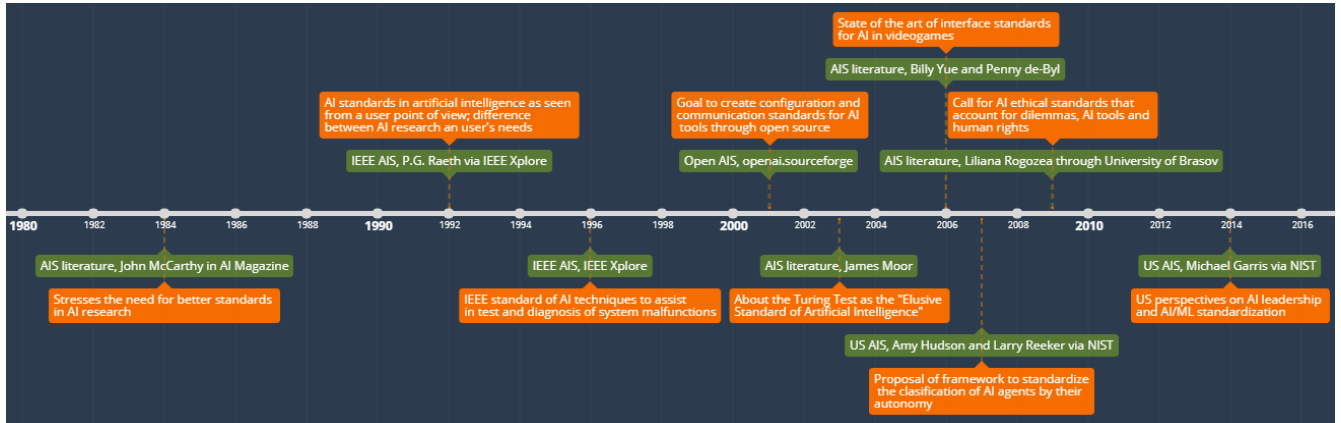 State of the art of interface standards
for AI in videogames
AIS literature, Billy Yue and Penny de-Byl
AI standards in artificial intelligence as seen
from a user point of view; difference
between AI research an user's needs
IEEE AIS, P.G. Raeth via IEEE Xplore
Goal to create configuration and
communication standards for AI
tools through open source
Open AIS, openai.sourceforge
Call for AI ethical standards that
account for dilemmas, AI tools and
human rights
AIS literature, Liliana Rogozea through University of Brasov
1980 1982 1984 1986 1988 1990 1992 1994 1996 1998 2000 2002 2004 2006 2008 2010 2012 2014 2016
AIS literature, John McCarthy in AI Magazine
Stresses the need for better standards
in AI research
IEEE AIS, IEEE Xplore
IEEE standard of AI techniques to assist
in test and diagnosis of system malfunctions
AIS literature, James Moor
About the Turing Test as the "Elusive
Standard of Artificial Intelligence"
US AIS, Amy Hudson and Larry Reeker via NIST
Proposal of framework to standardize
the clasification of AI agents by their
autonomy
US AIS, Michael Garris via NIST
US perspectives on AI leadership
and AI/ML standardization